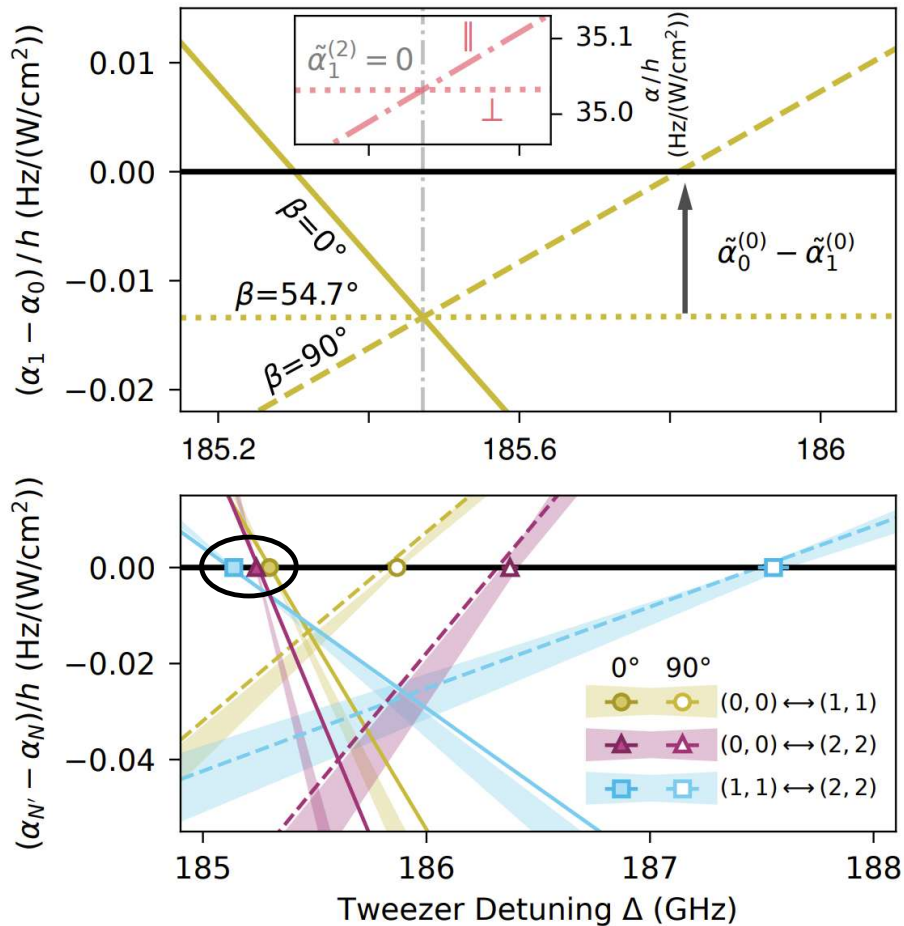 0.01
0.00
−0.01
−0.02
(α₁ − α₀)/h (Hz/(W/cm²))
α̃₁⁽²⁾ = 0
∥
⊥
35.1
35.0
α/h
(Hz/(W/cm²))
β=0°
β=54.7°
β=90°
α̃₀⁽⁰⁾ − α̃₁⁽⁰⁾
185.2 185.6 186
0.00
−0.02
−0.04
(α_N′ − α_N)/h (Hz/(W/cm²))
0° 90°
(0, 0)⟷(1, 1)
(0, 0)⟷(2, 2)
(1, 1)⟷(2, 2)
185 186 187 188
Tweezer Detuning Δ (GHz)